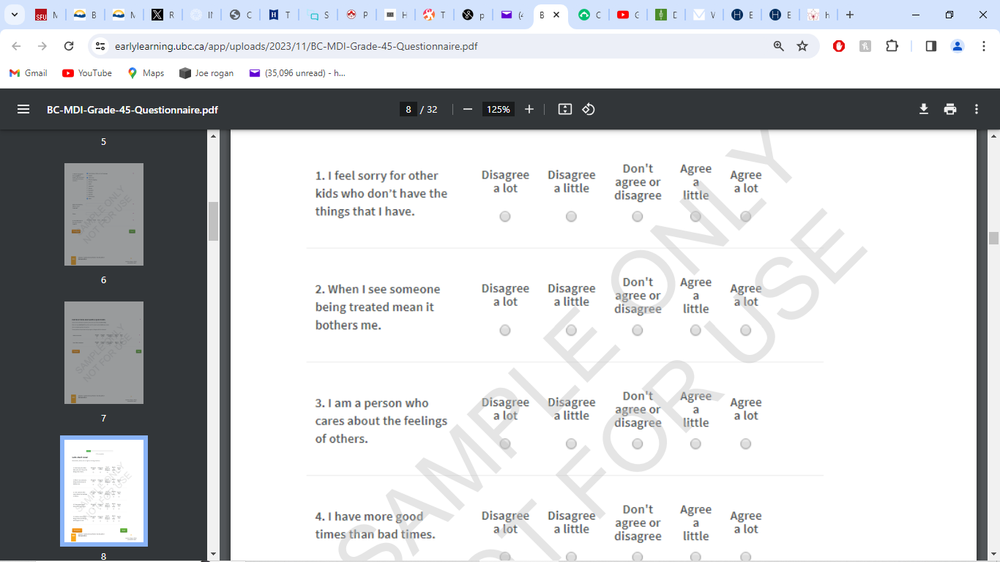 SFU M
B
M
X R
C
H T
S
P
H
T
p
(4
B
C
G
D
V
E
E
h
earlylearning.ubc.ca/app/uploads/2023/11/BC-MDI-Grade-45-Questionnaire.pdf
Gmail YouTube Maps Joe rogan (35,096 unread) - h...
BC-MDI-Grade-45-Questionnaire.pdf 8 / 32 125%
5
6
7
8
1. I feel sorry for other
kids who don't have the
things that I have.
Disagree
a lot
Disagree
a little
Don't
agree or
disagree
Agree
a
little
Agree
a lot
2. When I see someone
being treated mean it
bothers me.
Disagree
a lot
Disagree
a little
Don't
agree or
disagree
Agree
a
little
Agree
a lot
3. I am a person who
cares about the feelings
of others.
Disagree
a lot
Disagree
a little
Don't
agree or
disagree
Agree
a
little
Agree
a lot
4. I have more good
times than bad times.
Disagree
a lot
Disagree
a little
Don't
agree or
disagree
Agree
a
little
Agree
a lot
SAMPLE ONLY
NOT FOR USE